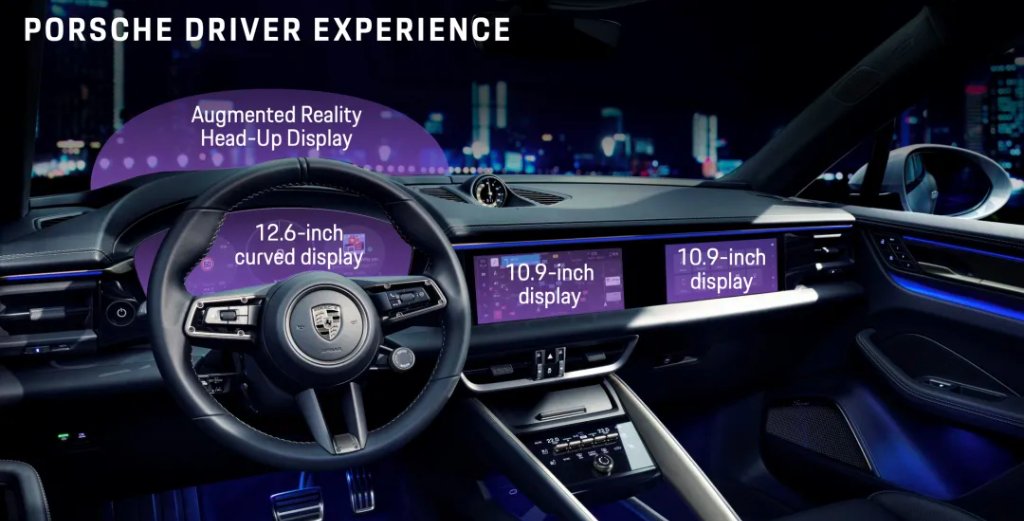 PORSCHE DRIVER EXPERIENCE
Augmented Reality
Head-Up Display
12.6-inch
curved display
10.9-inch
display
10.9-inch
display